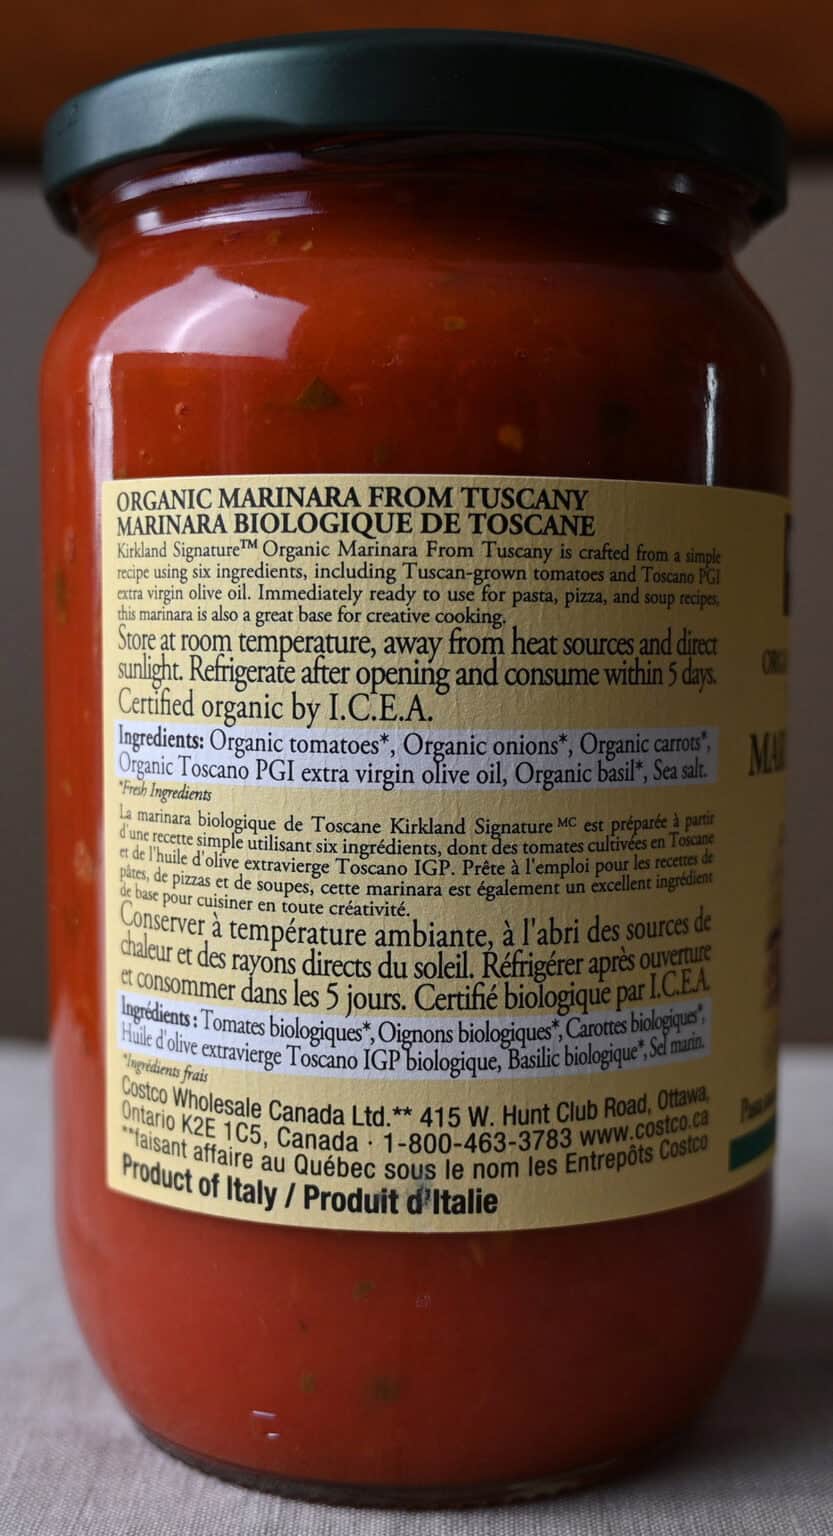 ORGANIC MARINARA FROM TUSCANY
MARINARA BIOLOGIQUE DE TOSCANE
Kirkland Signature™ Organic Marinara From Tuscany is crafted from a simple
recipe using six ingredients, including Tuscan-grown tomatoes and Toscano PGI
extra virgin olive oil. Immediately ready to use for pasta, pizza, and soup recipes,
this marinara is also a great base for creative cooking.
Store at room temperature, away from heat sources and direct
sunlight. Refrigerate after opening and consume within 5 days.
Certified organic by I.C.E.A.
Ingredients: Organic tomatoes*, Organic onions*, Organic carrots*,
Organic Toscano PGI extra virgin olive oil, Organic basil*, Sea salt.
*Fresh Ingredients
La marinara biologique de Toscane Kirkland Signature MC est préparée à partir
d'une recette simple utilisant six ingrédients, dont des tomates cultivées en Toscane
et de l'huile d'olive extravierge Toscano IGP. Prête à l'emploi pour les recettes de
pâtes, de pizzas et de soupes, cette marinara est également un excellent ingrédient
de base pour cuisiner en toute créativité.
Conserver à température ambiante, à l'abri des sources de
chaleur et des rayons directs du soleil. Réfrigérer après ouverture
et consommer dans les 5 jours. Certifié biologique par I.C.E.A.
Ingrédients : Tomates biologiques*, Oignons biologiques*, Carottes biologiques*,
Huile d'olive extravierge Toscano IGP biologique, Basilic biologique*, Sel marin.
*Ingrédients frais
Costco Wholesale Canada Ltd.** 415 W. Hunt Club Road, Ottawa,
Ontario K2E 1C5, Canada · 1-800-463-3783 www.costco.ca
**faisant affaire au Québec sous le nom les Entrepôts Costco
Product of Italy / Produit d'Italie